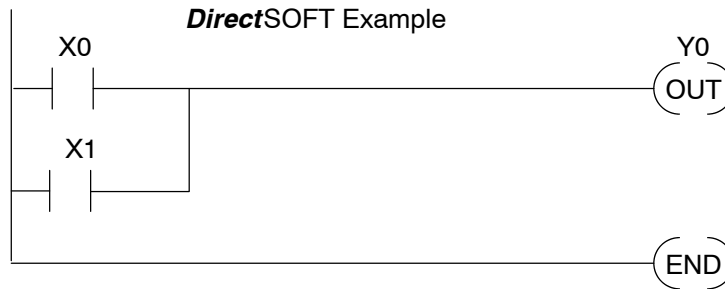 DirectSOFT Example
X0
Y0
OUT
X1
END